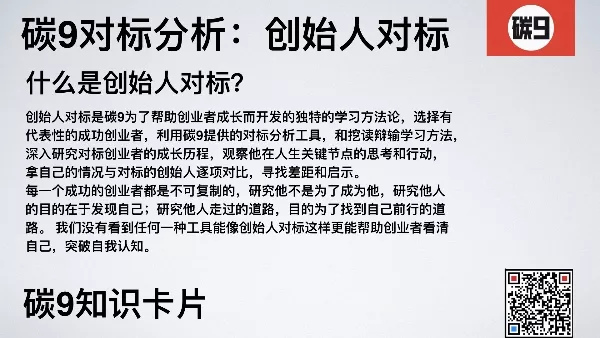 碳9对标分析：创始人对标
碳9
什么是创始人对标？
创始人对标是碳9为了帮助创业者成长而开发的独特的学习方法论，选择有
代表性的成功创业者，利用碳9提供的对标分析工具，和挖读辩输学习方法，
深入研究对标创业者的成长历程，观察他在人生关键节点的思考和行动，
拿自己的情况与对标的创始人逐项对比，寻找差距和启示。
每一个成功的创业者都是不可复制的，研究他不是为了成为他，研究他人
的目的在于发现自己；研究他人走过的道路，目的为了找到自己前行的道
路。 我们没有看到任何一种工具能像创始人对标这样更能帮助创业者看清
自己，突破自我认知。
碳9知识卡片